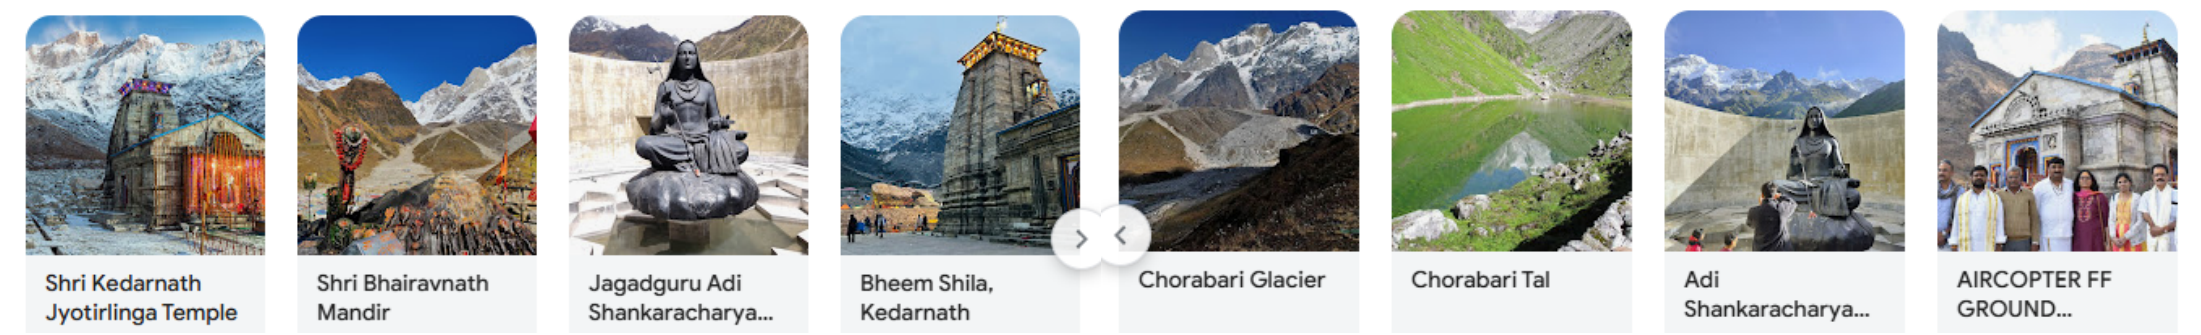 Shri Kedarnath
Jyotirlinga Temple
Shri Bhairavnath
Mandir
Jagadguru Adi
Shankaracharya...
Bheem Shila,
Kedarnath
Chorabari Glacier
Chorabari Tal
Adi
Shankaracharya...
AIRCOPTER FF
GROUND...